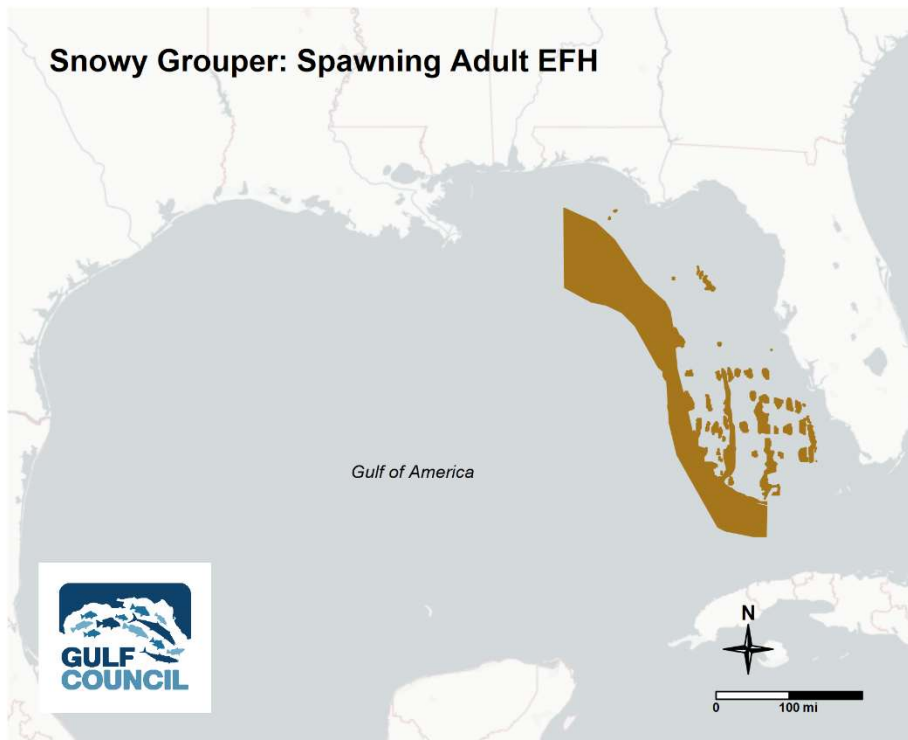 Snowy Grouper: Spawning Adult EFH
Gulf of America
GULF
COUNCIL
N
0 100 mi